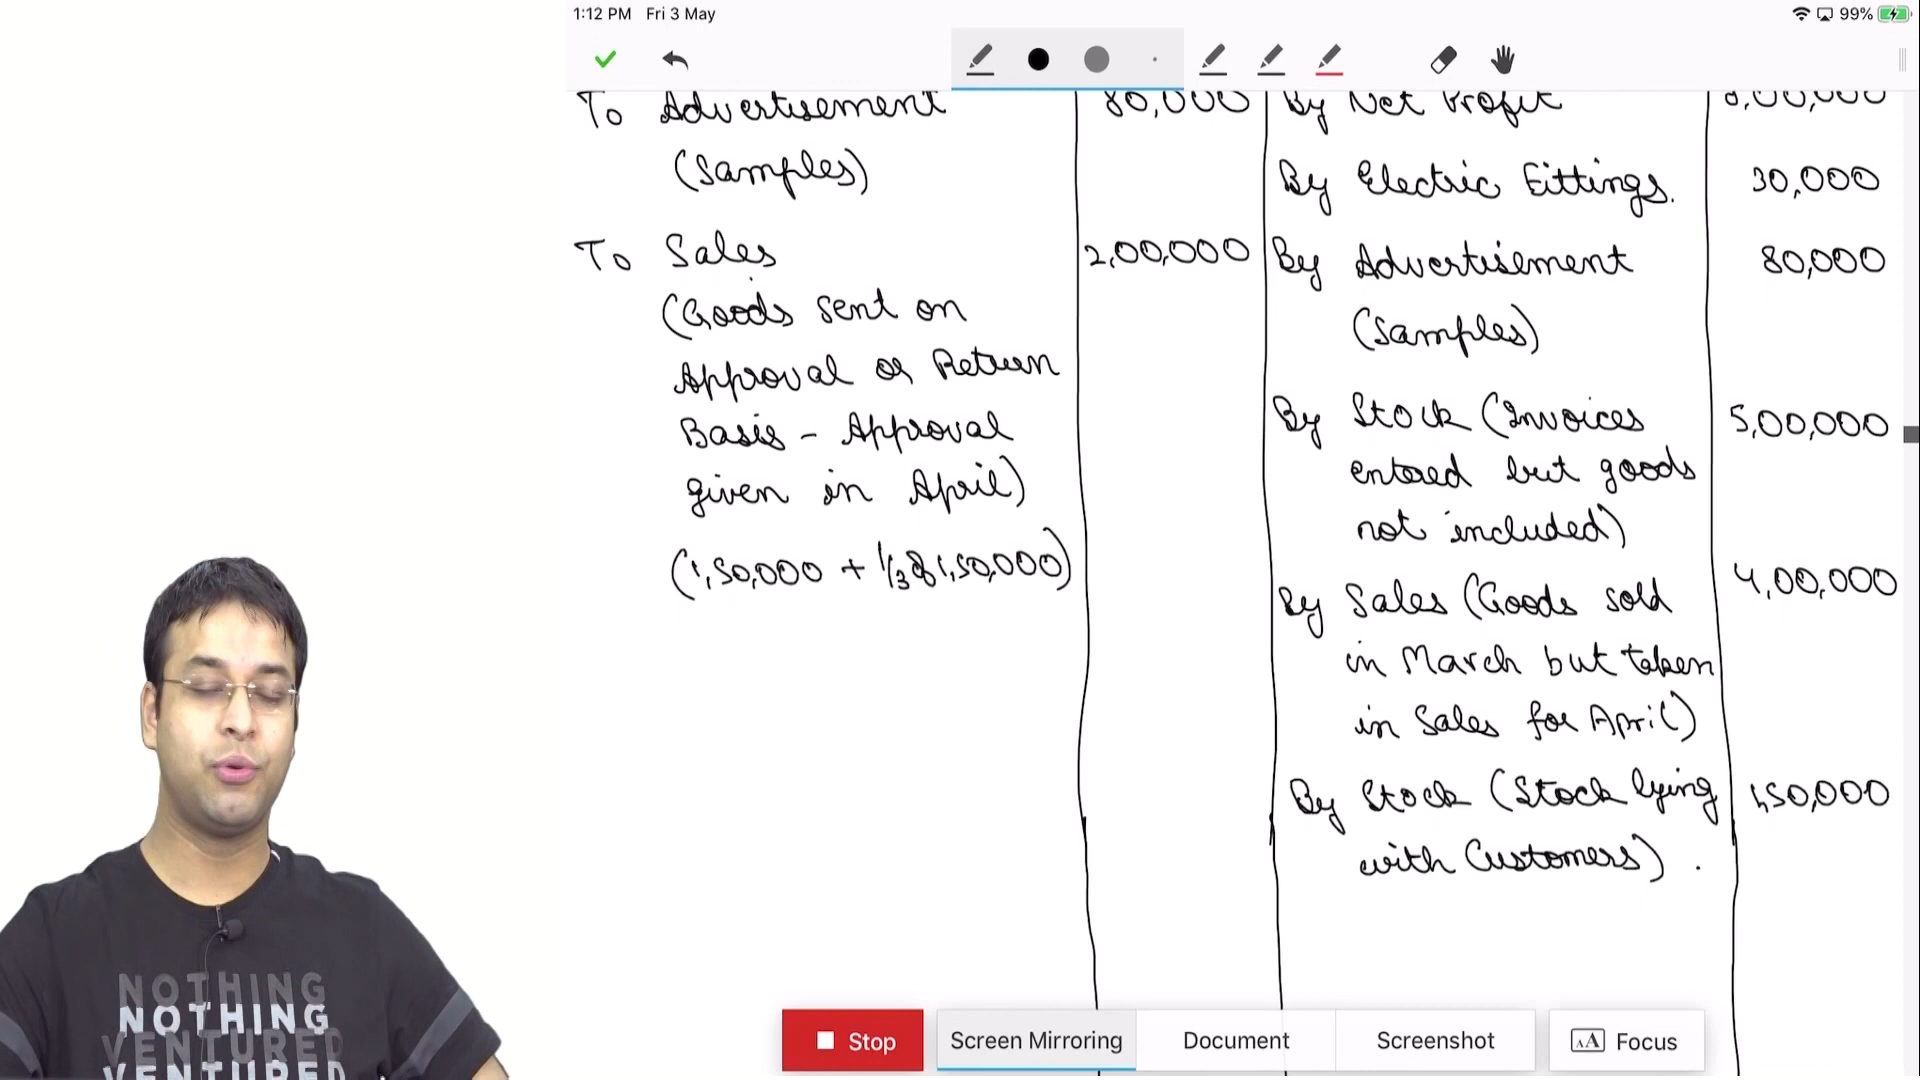 1:12 PM Fri 3 May
99%
To Advertisement 80,000
(Samples)
To Sales 2,00,000
(Goods sent on
Approval or Return
Basis - Approval
given in April)
(1,50,000 + 1/3 of 1,50,000)
By Net Profit
By Electric Fittings. 30,000
By Advertisement 80,000
(Samples)
By Stock (Invoices 5,00,000
entered but goods
not included)
By Sales (Goods sold 4,00,000
in March but taken
in Sales for April)
By Stock (Stock lying 1,50,000
with Customers).
NOTHING
NOTHING
VENTURED
VENTURED
Stop
Screen Mirroring
Document
Screenshot
AA Focus